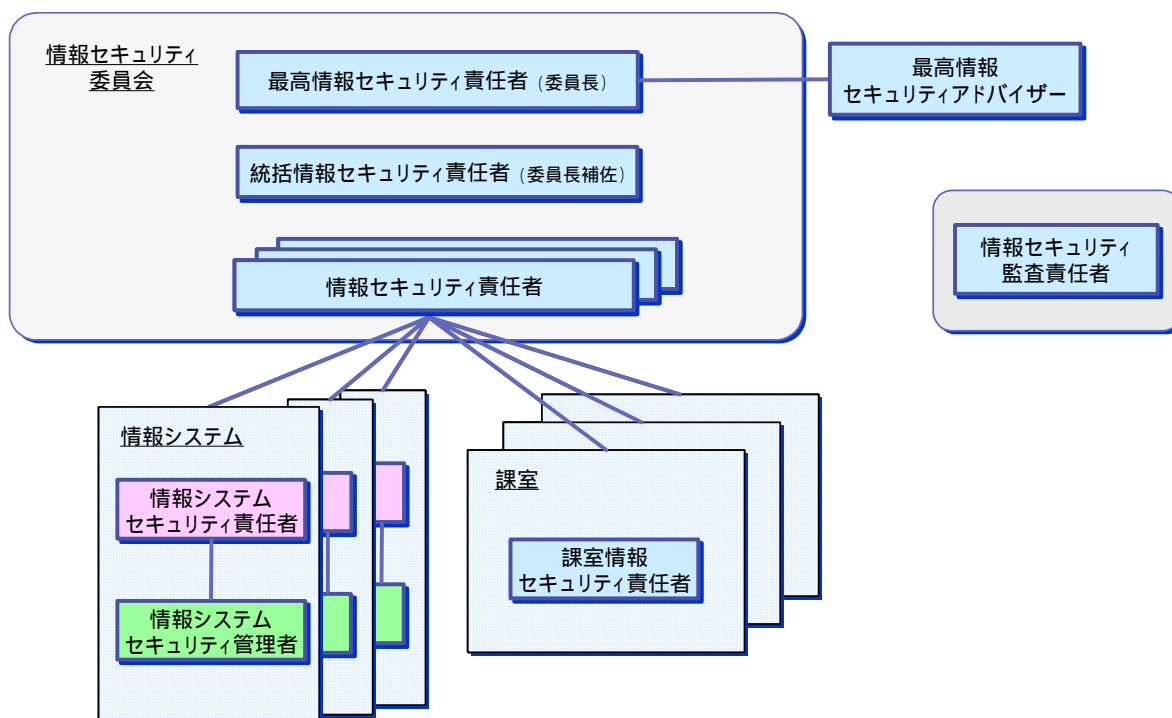 情報セキュリティ
委員会
最高情報セキュリティ責任者(委員長)
最高情報
セキュリティアドバイザー
統括情報セキュリティ責任者(委員長補佐)
情報セキュリティ責任者
情報セキュリティ
監査責任者
情報システム
情報システム
セキュリティ責任者
情報システム
セキュリティ管理者
課室
課室情報
セキュリティ責任者